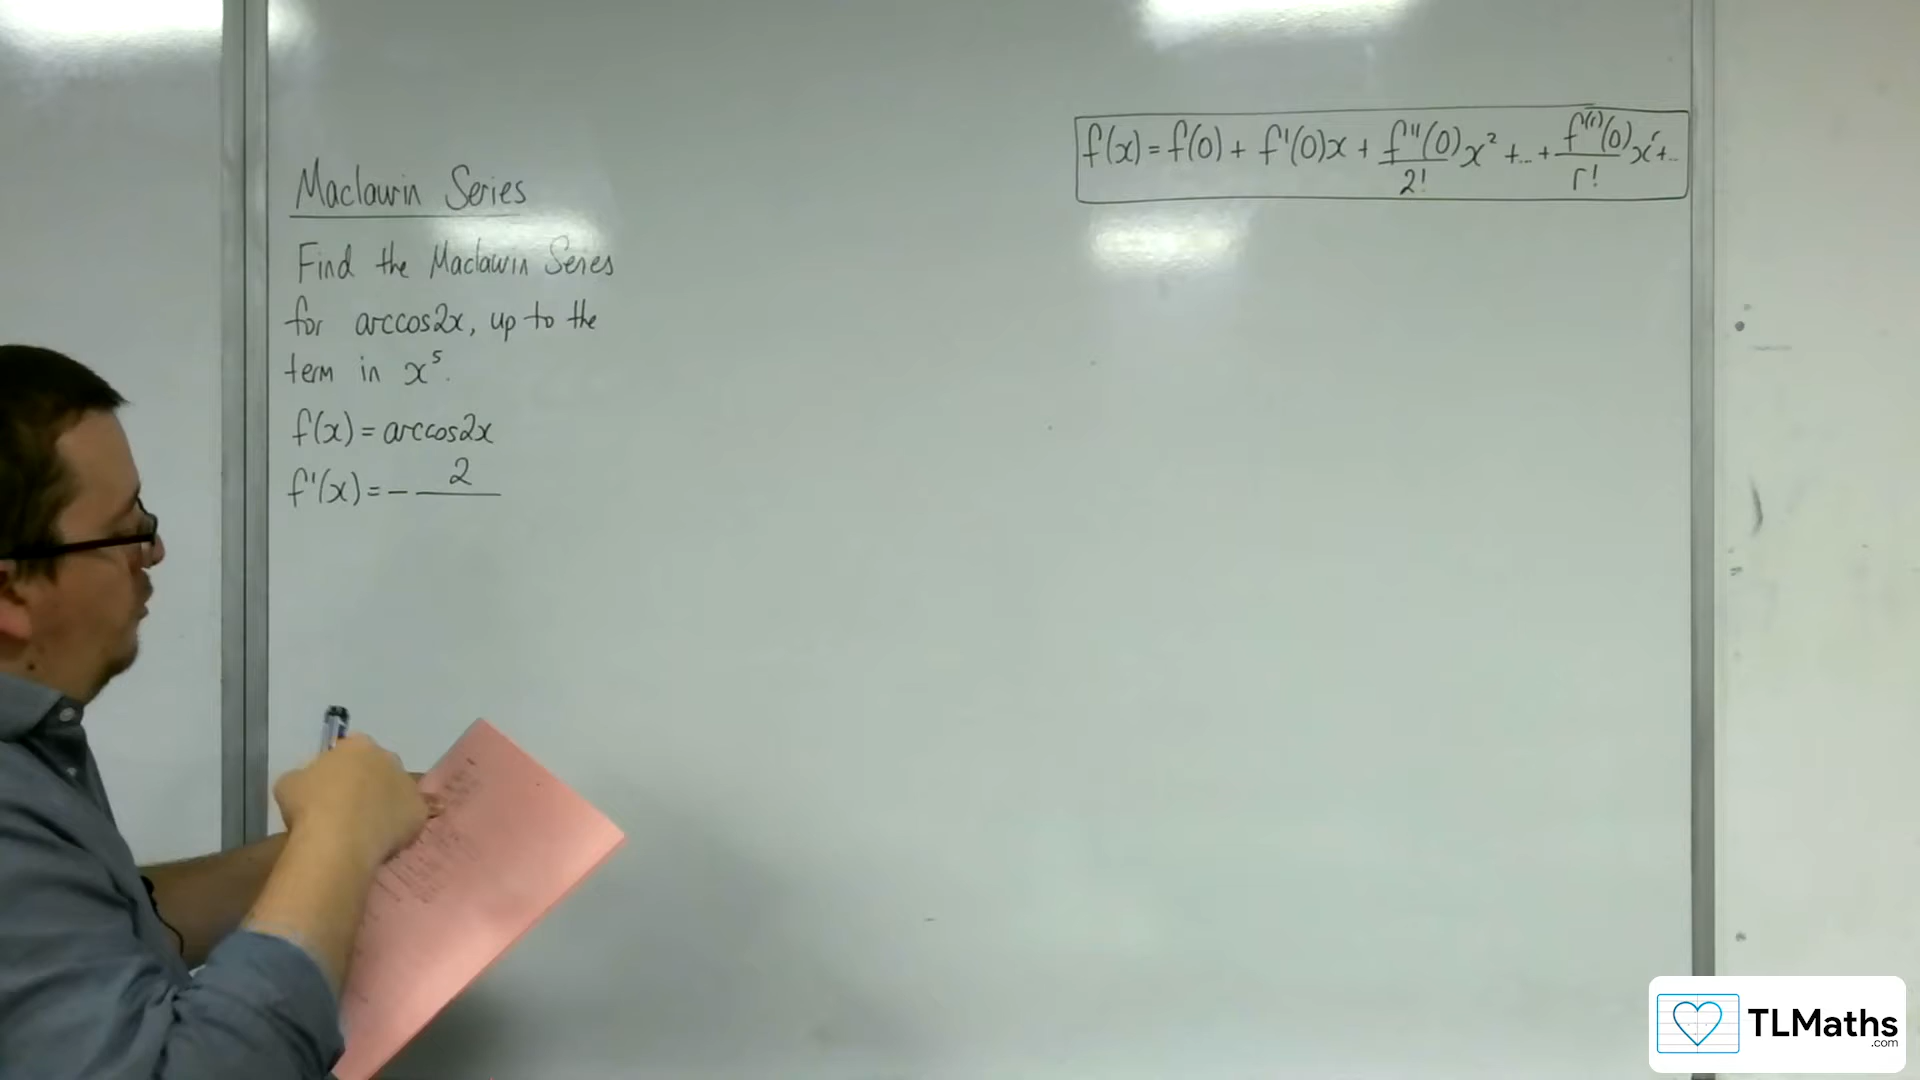 Maclaurin Series
Find the Maclaurin Series
for arccos2x, up to the
term in x⁵.
f(x) = arccos2x
f'(x) = - 2/
f(x) = f(0) + f'(0)x + f''(0)/2! x² + ... + f⁽ʳ⁾(0)/r! xʳ + ...
TLMaths
.com